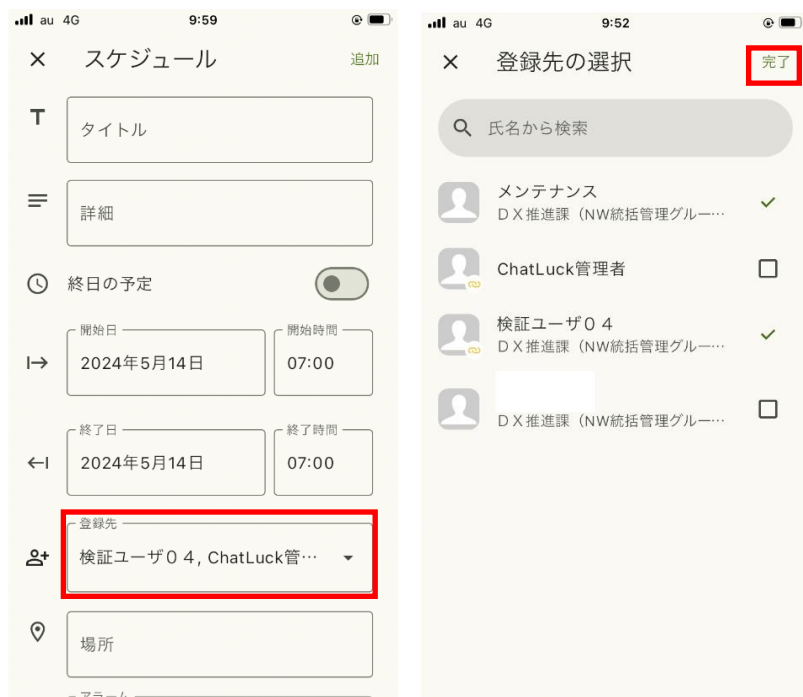 au 4G
9:59
スケジュール
追加
タイトル
詳細
終日の予定
開始日
開始時間
2024年5月14日
07:00
終了日
終了時間
2024年5月14日
07:00
登録先
検証ユーザ０４, ChatLuck管…
場所
アラーム
au 4G
9:52
登録先の選択
完了
氏名から検索
メンテナンス
ＤＸ推進課（NW統括管理グルー…
ChatLuck管理者
検証ユーザ０４
ＤＸ推進課（NW統括管理グルー…
ＤＸ推進課（NW統括管理グルー…